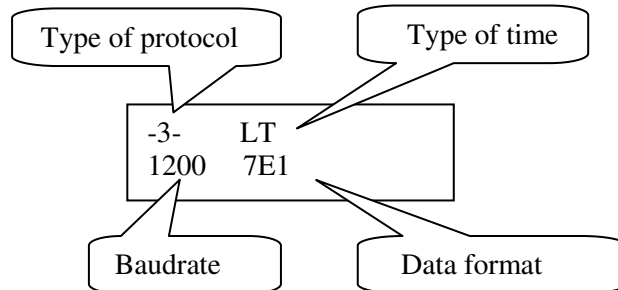 Type of protocol
Type of time
-3- LT
1200 7E1
Baudrate
Data format